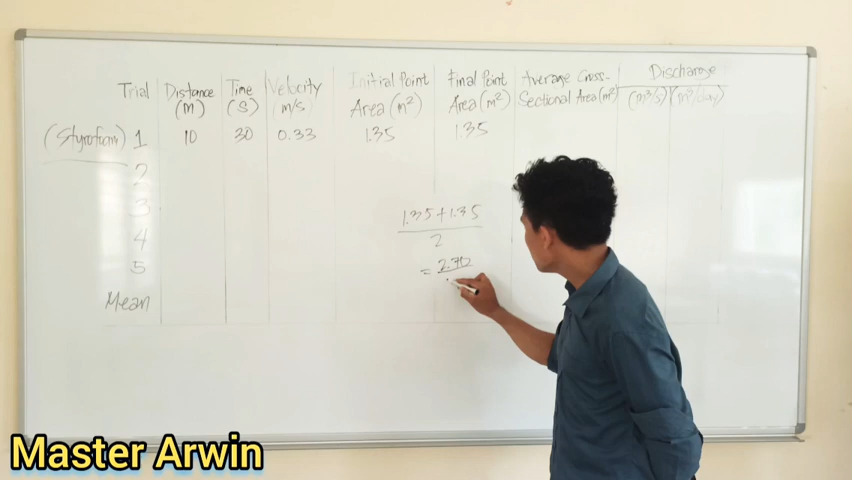 Trial Distance (M) Time (S) Velocity m/s Initial Point Area (m²) Final Point Area (m²) Average Cross-Sectional Area (m²) Discharge (m³/s) (m³/day)
(Styrofoam) 1 10 30 0.33 1.35 1.35
2
3
4
5
Mean
1.35+1.35
2
= 2.70
Master Arwin